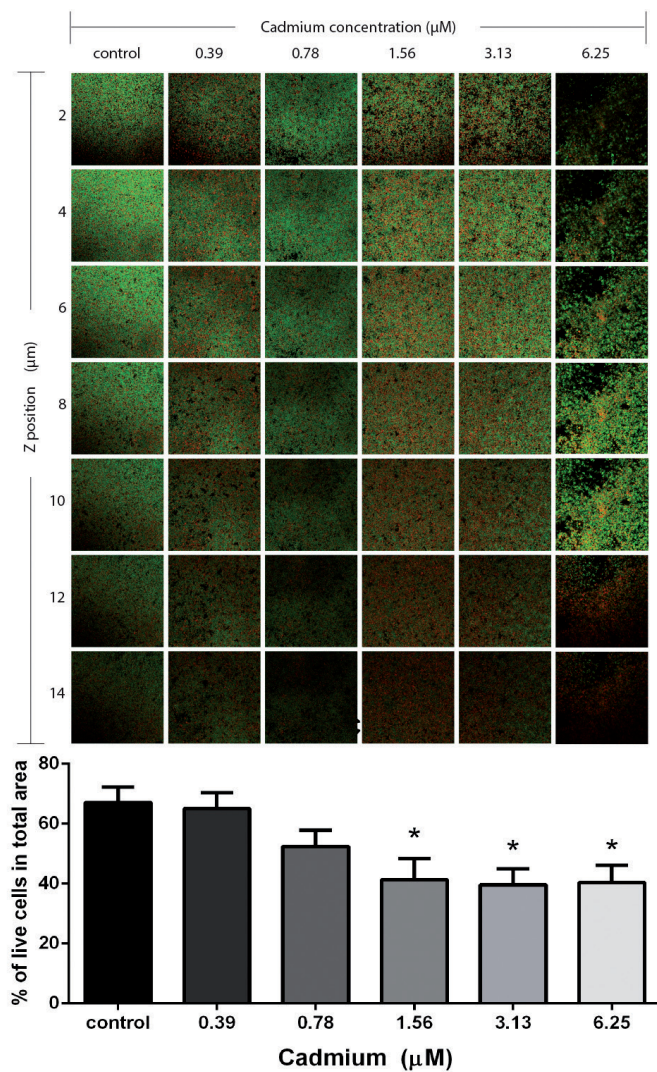 Cadmium concentration (μM)
control 0.39 0.78 1.56 3.13 6.25
Z position (μm)
2
4
6
8
10
12
14
% of live cells in total area
80
60
40
20
0
* * *
control 0.39 0.78 1.56 3.13 6.25
Cadmium (μM)